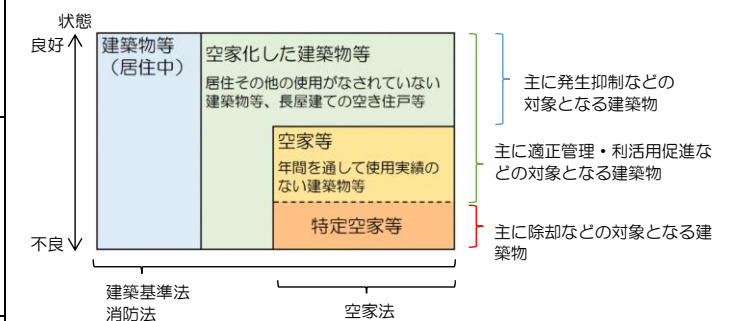 状態
良好
建築物等
（居住中）
空家化した建築物等
居住その他の使用がなされていない
建築物等、長屋建ての空き住戸等
空家等
年間を通して使用実績の
ない建築物等
特定空家等
不良
主に発生抑制などの
対象となる建築物
主に適正管理・利活用促進な
どの対象となる建築物
主に除却などの対象となる建
築物
建築基準法
消防法
空家法